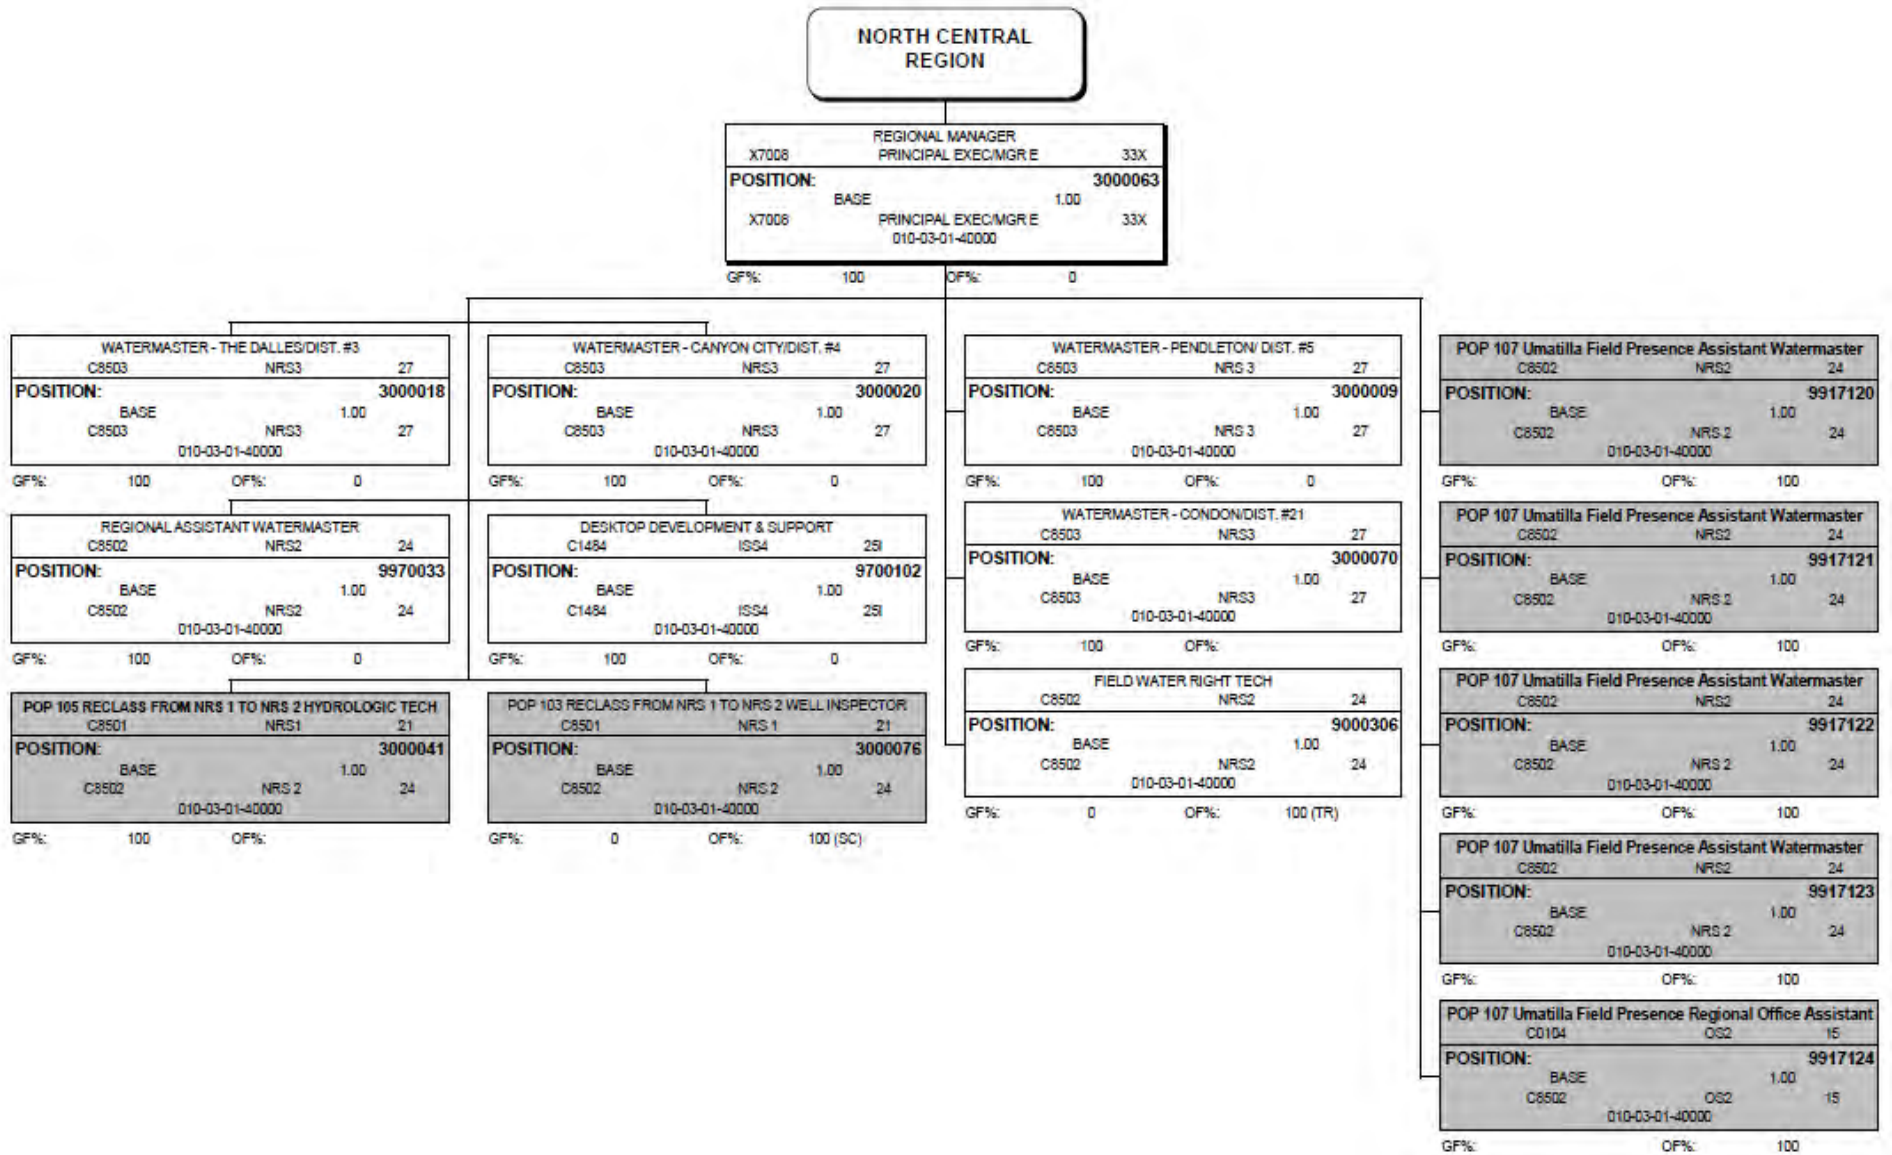 NORTH CENTRAL
REGION
REGIONAL MANAGER
X7008 PRINCIPAL EXEC/MGR E 33X
POSITION: 3000063
BASE 1.00
X7008 PRINCIPAL EXEC/MGR E 33X
010-03-01-40000
GF%: 100 OF%: 0
WATERMASTER - THE DALLES/DIST. #3
C8503 NRS3 27
POSITION: 3000018
BASE 1.00
C8503 NRS3 27
010-03-01-40000
GF%: 100 OF%: 0
WATERMASTER - CANYON CITY/DIST. #4
C8503 NRS3 27
POSITION: 3000020
BASE 1.00
C8503 NRS3 27
010-03-01-40000
GF%: 100 OF%: 0
WATERMASTER - PENDLETON/ DIST. #5
C8503 NRS 3 27
POSITION: 3000009
BASE 1.00
C8503 NRS 3 27
010-03-01-40000
GF%: 100 OF%: 0
POP 107 Umatilla Field Presence Assistant Watermaster
C8502 NRS2 24
POSITION: 9917120
BASE 1.00
C8502 NRS 2 24
010-03-01-40000
GF%: OF%: 100
REGIONAL ASSISTANT WATERMASTER
C8502 NRS2 24
POSITION: 9970033
BASE 1.00
C8502 NRS2 24
010-03-01-40000
GF%: 100 OF%: 0
DESKTOP DEVELOPMENT & SUPPORT
C1484 ISS4 25I
POSITION: 9700102
BASE 1.00
C1484 ISS4 25I
010-03-01-40000
GF%: 100 OF%: 0
WATERMASTER - CONDON/DIST. #21
C8503 NRS3 27
POSITION: 3000070
BASE 1.00
C8503 NRS3 27
010-03-01-40000
GF%: 100 OF%:
POP 107 Umatilla Field Presence Assistant Watermaster
C8502 NRS2 24
POSITION: 9917121
BASE 1.00
C8502 NRS 2 24
010-03-01-40000
GF%: OF%: 100
POP 105 RECLASS FROM NRS 1 TO NRS 2 HYDROLOGIC TECH
C8501 NRS1 21
POSITION: 3000041
BASE 1.00
C8502 NRS 2 24
010-03-01-40000
GF%: 100 OF%:
POP 103 RECLASS FROM NRS 1 TO NRS 2 WELL INSPECTOR
C8501 NRS 1 21
POSITION: 3000076
BASE 1.00
C8502 NRS 2 24
010-03-01-40000
GF%: 0 OF%: 100 (SC)
FIELD WATER RIGHT TECH
C8502 NRS2 24
POSITION: 9000306
BASE 1.00
C8502 NRS2 24
010-03-01-40000
GF%: 0 OF%: 100 (TR)
POP 107 Umatilla Field Presence Assistant Watermaster
C8502 NRS2 24
POSITION: 9917122
BASE 1.00
C8502 NRS 2 24
010-03-01-40000
GF%: OF%: 100
POP 107 Umatilla Field Presence Assistant Watermaster
C8502 NRS2 24
POSITION: 9917123
BASE 1.00
C8502 NRS 2 24
010-03-01-40000
GF%: OF%: 100
POP 107 Umatilla Field Presence Regional Office Assistant
C0104 OS2 15
POSITION: 9917124
BASE 1.00
C8502 OS2 15
010-03-01-40000
GF%: OF%: 100